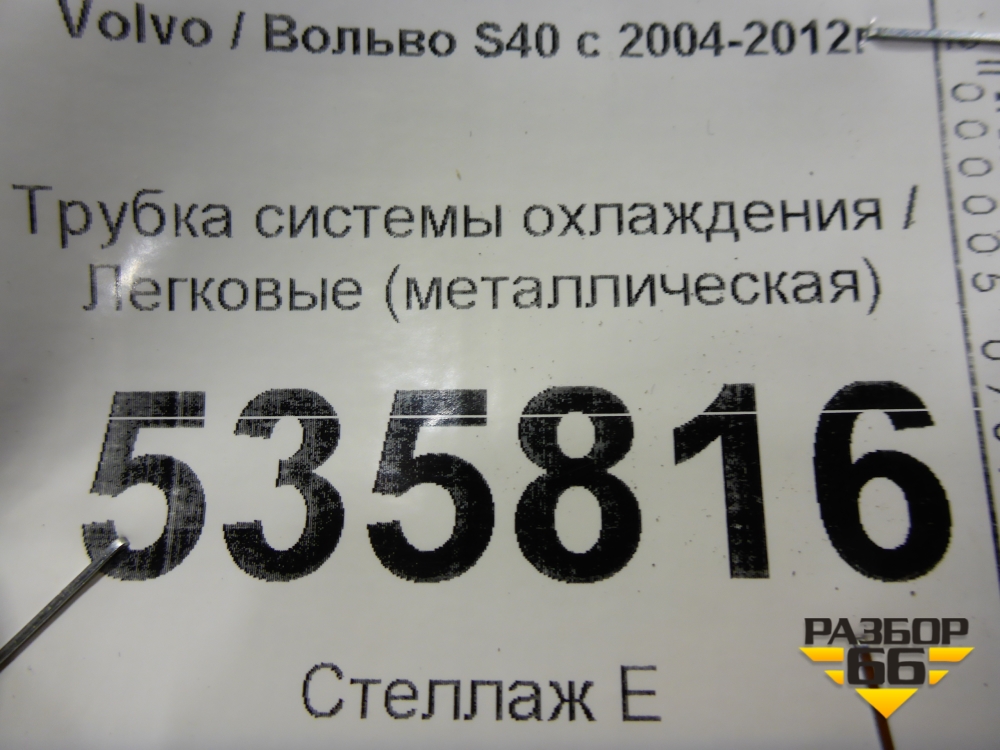 Volvo / Вольво S40 с 2004-2012г
Трубка системы охлаждения /
Легковые (металлическая)
535816
Стеллаж Е
РАЗБОР
66